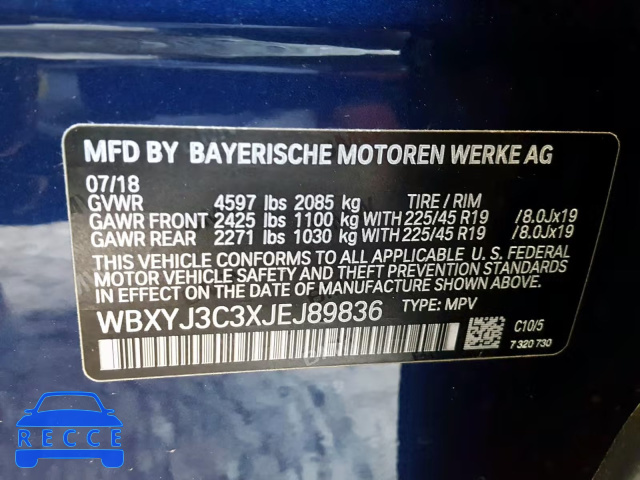 MFD BY BAYERISCHE MOTOREN WERKE AG
07/18
GVWR 4597 lbs 2085 kg TIRE / RIM
GAWR FRONT 2425 lbs 1100 kg WITH 225/45 R19 /8.0Jx19
GAWR REAR 2271 lbs 1030 kg WITH 225/45 R19 /8.0Jx19
THIS VEHICLE CONFORMS TO ALL APPLICABLE U. S. FEDERAL
MOTOR VEHICLE SAFETY AND THEFT PREVENTION STANDARDS
IN EFFECT ON THE DATE OF MANUFACTURE SHOWN ABOVE.
WBXYJ3C3XJEJ89836 TYPE: MPV
C10/5
7 320 730
RECCE